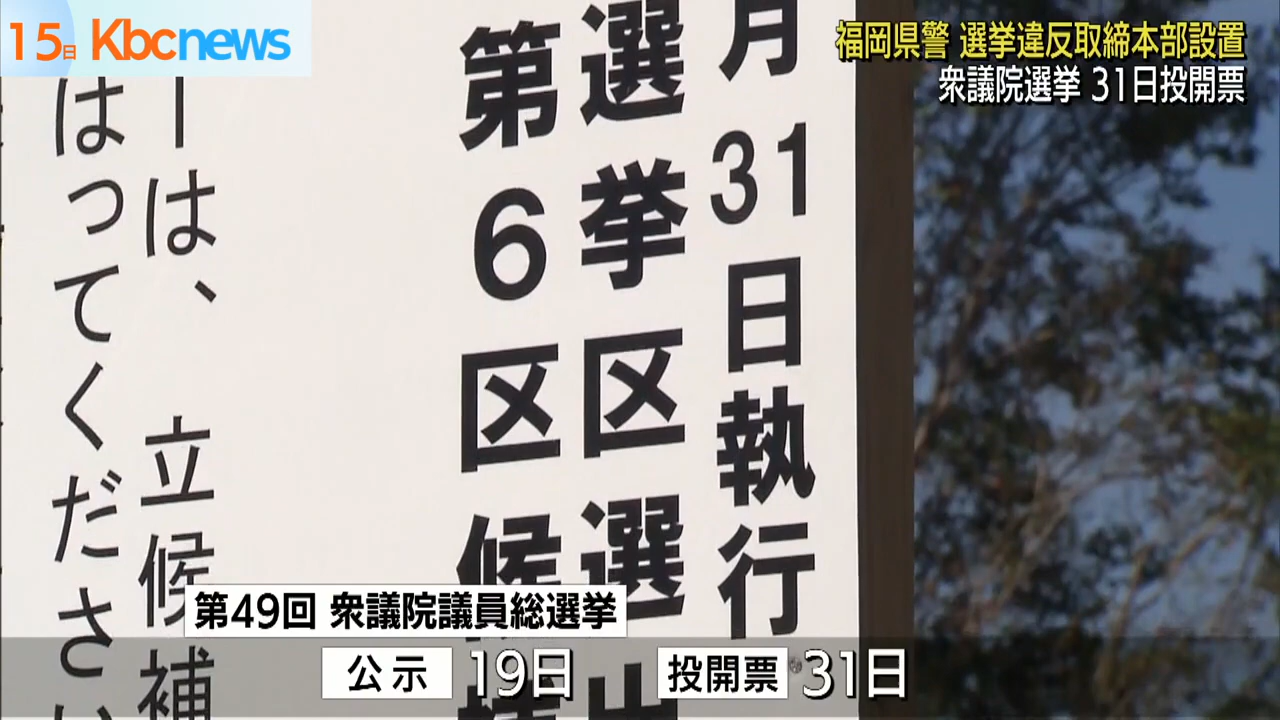 15日 Kbcnews
福岡県警 選挙違反取締本部設置
衆議院選挙 31日投開票
月31日執行
選挙区選出
第6区候補
ーは、 立候補
はってください
第49回 衆議院議員総選挙
公示 19日 投開票 31日